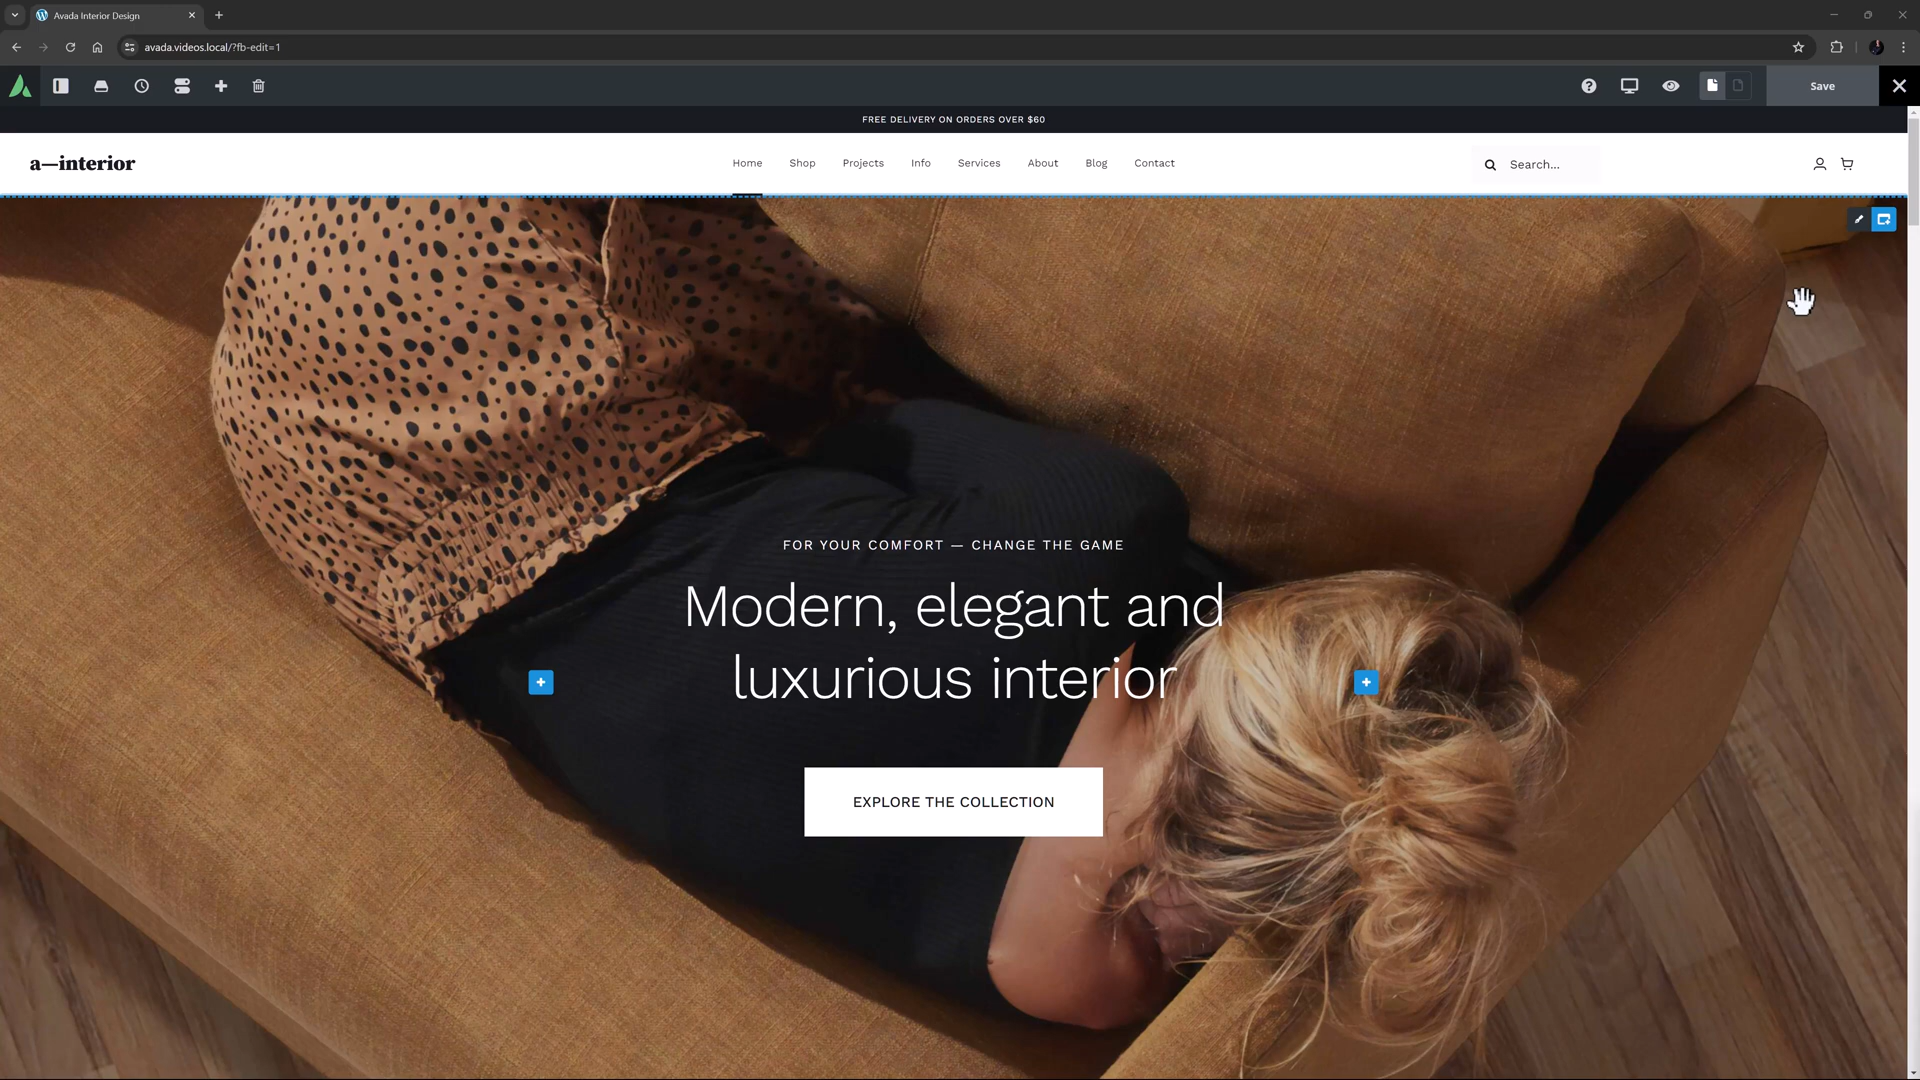 Avada Interior Design
avada.videos.local/?fb-edit=1
Save
FREE DELIVERY ON ORDERS OVER $60
a—interior
Home Shop Projects Info Services About Blog Contact
Search...
FOR YOUR COMFORT — CHANGE THE GAME
Modern, elegant and
luxurious interior
EXPLORE THE COLLECTION